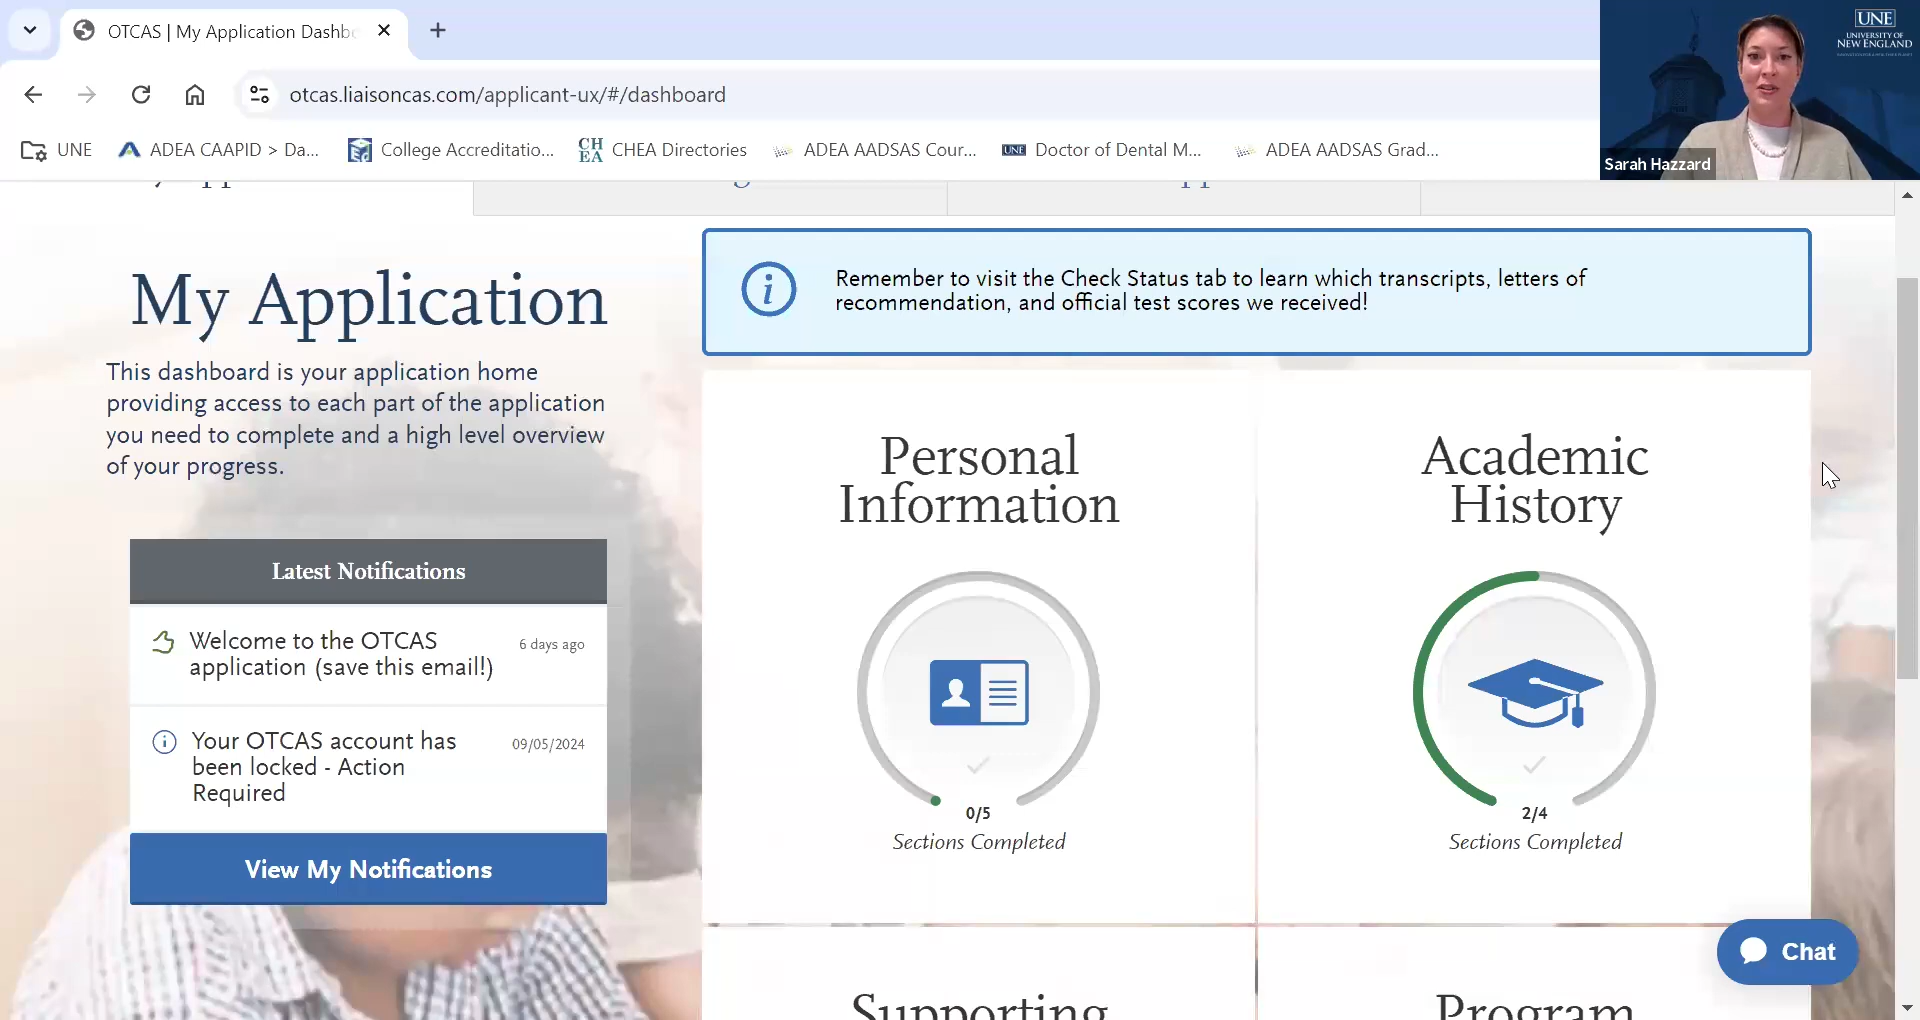 OTCAS | My Application Dashbo
otcas.liaisoncas.com/applicant-ux/#/dashboard
UNE
ADEA CAAPID > Da...
College Accreditatio...
CHEA
CHEA Directories
ADEA AADSAS Cour...
UNE
Doctor of Dental M...
ADEA AADSAS Grad...
UNE
UNIVERSITY OF
NEW ENGLAND
Sarah Hazzard
My Application
This dashboard is your application home
providing access to each part of the application
you need to complete and a high level overview
of your progress.
Latest Notifications
Welcome to the OTCAS
application (save this email!)
6 days ago
Your OTCAS account has
been locked - Action
Required
09/05/2024
View My Notifications
Remember to visit the Check Status tab to learn which transcripts, letters of
recommendation, and official test scores we received!
Personal
Information
0/5
Sections Completed
Academic
History
2/4
Sections Completed
Supporting
Program
Chat